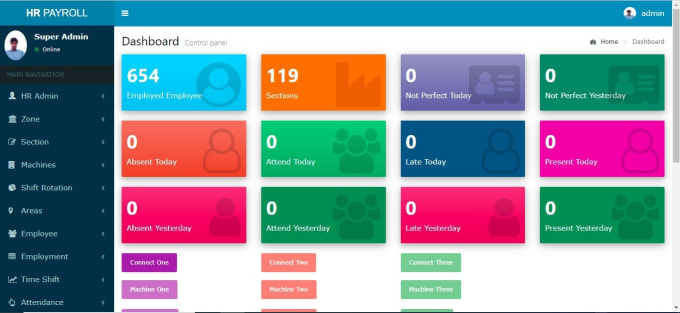 HR PAYROLL
admin
Super Admin
Online
Dashboard Control panel
Home > Dashboard
MAIN NAVIGATION
HR Admin
Zone
Section
Machines
Shift Rotation
Areas
Employee
Employment
Time Shift
Attendance
654
Employed Employee
119
Sections
0
Not Perfect Today
0
Not Perfect Yesterday
0
Absent Today
0
Attend Today
0
Late Today
0
Present Today
0
Absent Yesterday
0
Attend Yesterday
0
Late Yesterday
0
Present Yesterday
Connect One
Connect Two
Connect Three
Machine One
Machine Two
Machine Three